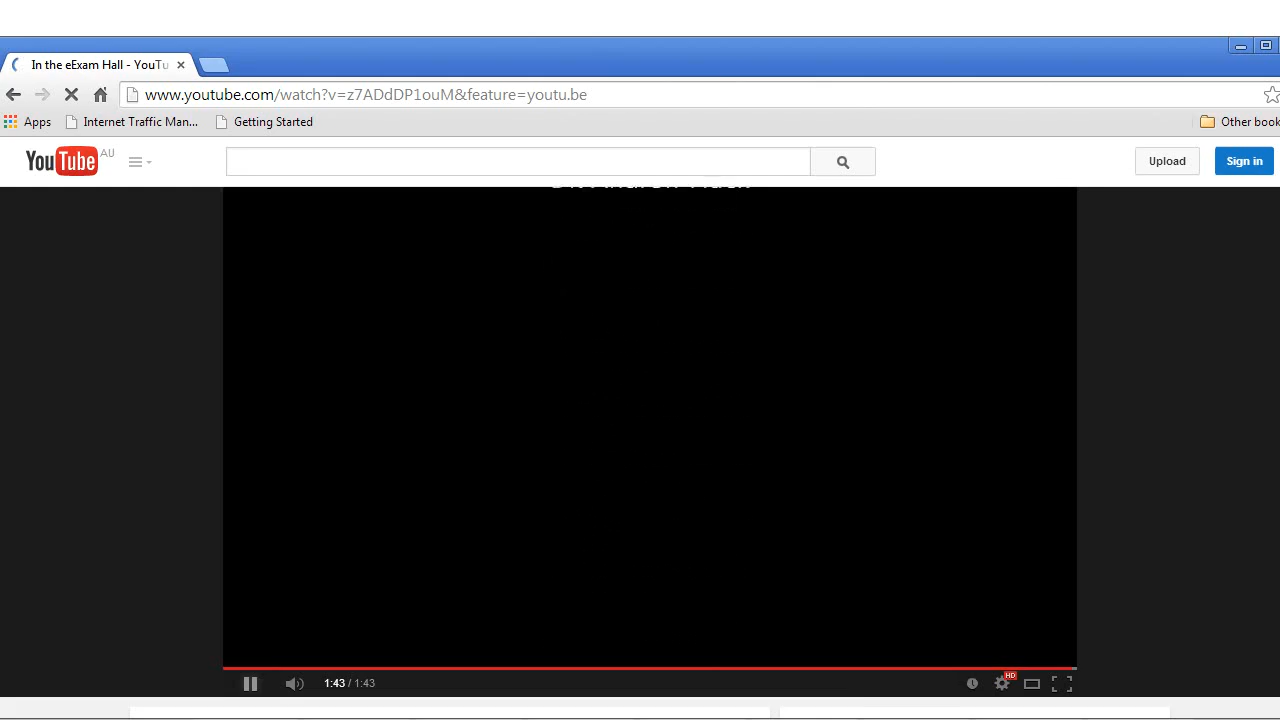 In the eExam Hall - YouTu
www.youtube.com/watch?v=z7ADdDP1ouM&feature=youtu.be
Apps
Internet Traffic Man...
Getting Started
Other book
YouTube AU
Upload
Sign in
1:43 / 1:43
HD